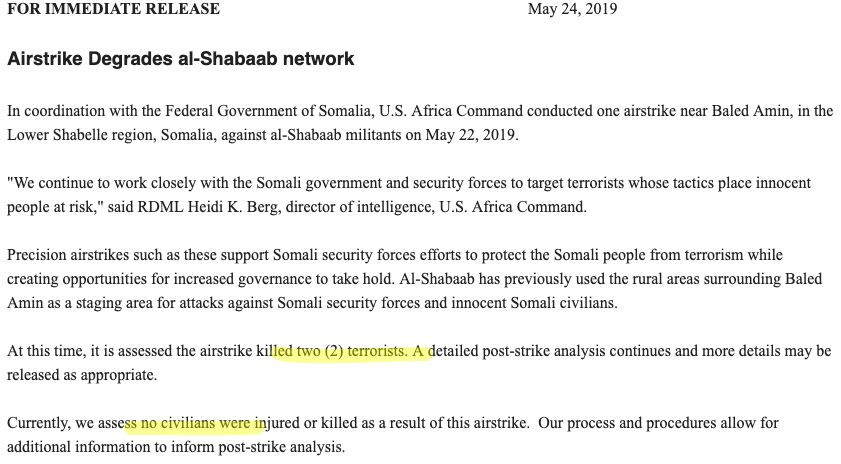 FOR IMMEDIATE RELEASE May 24, 2019
Airstrike Degrades al-Shabaab network
In coordination with the Federal Government of Somalia, U.S. Africa Command conducted one airstrike near Baled Amin, in the
Lower Shabelle region, Somalia, against al-Shabaab militants on May 22, 2019.
"We continue to work closely with the Somali government and security forces to target terrorists whose tactics place innocent
people at risk," said RDML Heidi K. Berg, director of intelligence, U.S. Africa Command.
Precision airstrikes such as these support Somali security forces efforts to protect the Somali people from terrorism while
creating opportunities for increased governance to take hold. Al-Shabaab has previously used the rural areas surrounding Baled
Amin as a staging area for attacks against Somali security forces and innocent Somali civilians.
At this time, it is assessed the airstrike killed two (2) terrorists. A detailed post-strike analysis continues and more details may be
released as appropriate.
Currently, we assess no civilians were injured or killed as a result of this airstrike.  Our process and procedures allow for
additional information to inform post-strike analysis.